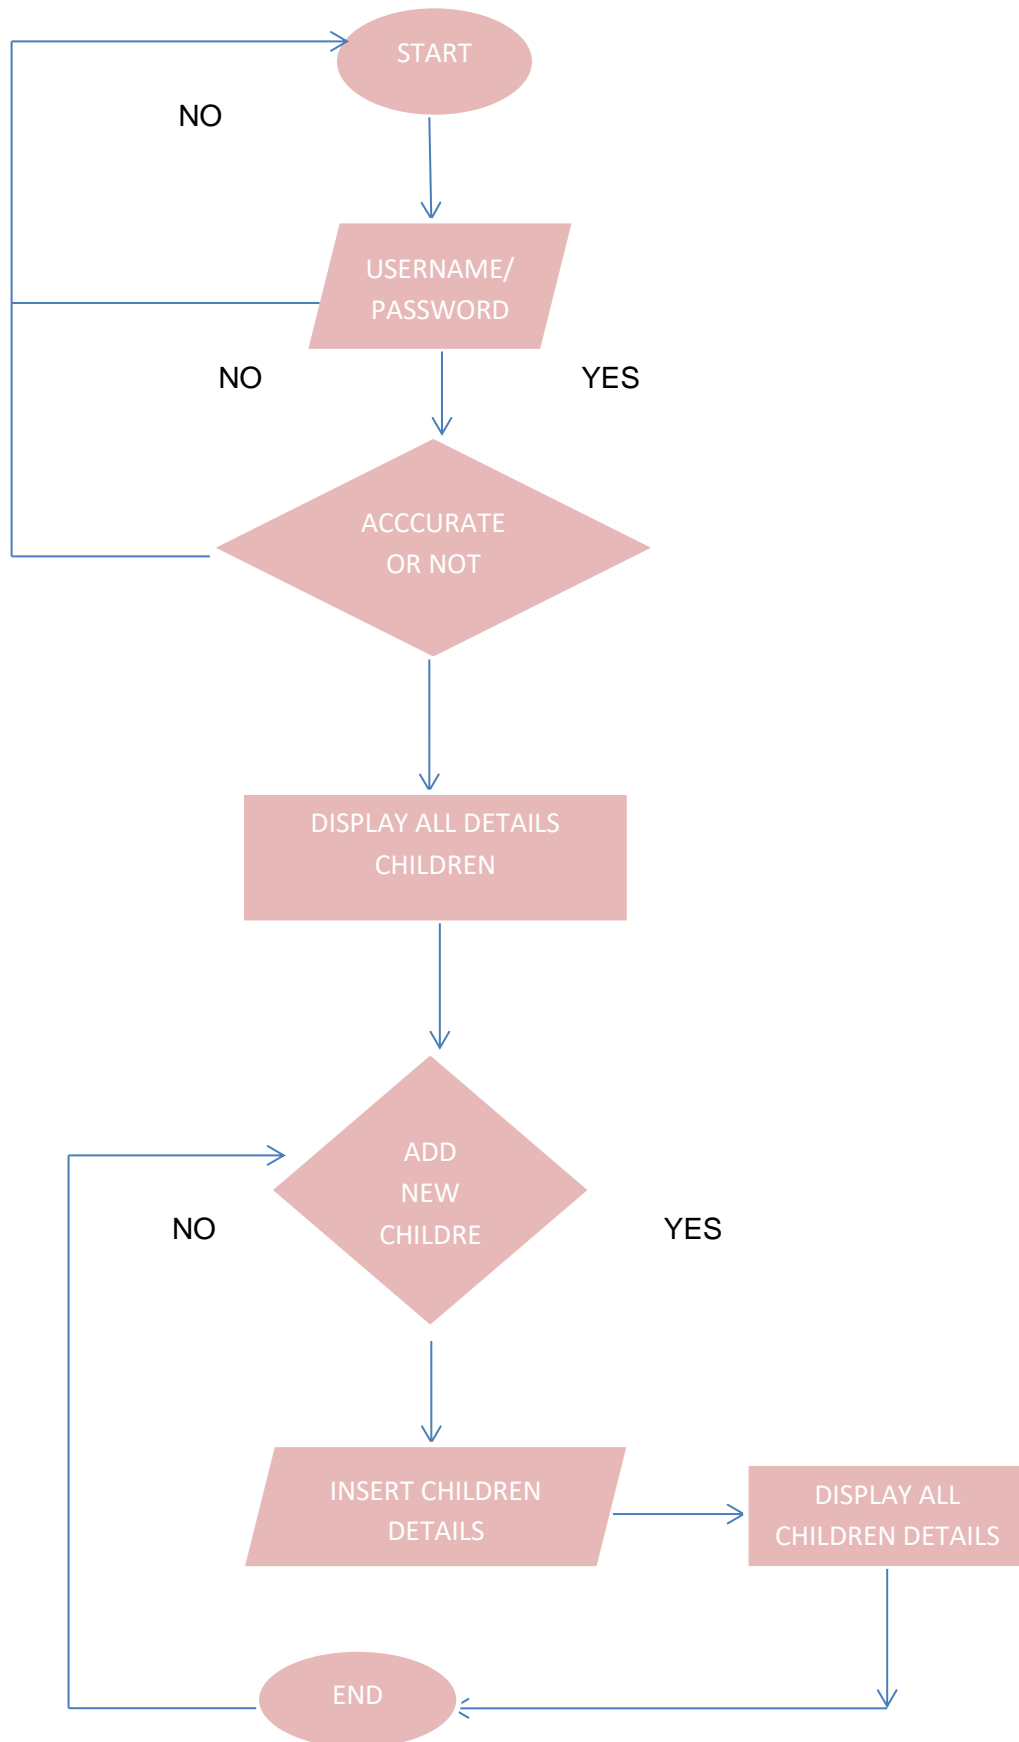 START
NO
USERNAME/
PASSWORD
NO
YES
ACCCURATE
OR NOT
DISPLAY ALL DETAILS
CHILDREN
ADD
NEW
CHILDRE
NO
YES
INSERT CHILDREN
DETAILS
DISPLAY ALL
CHILDREN DETAILS
END